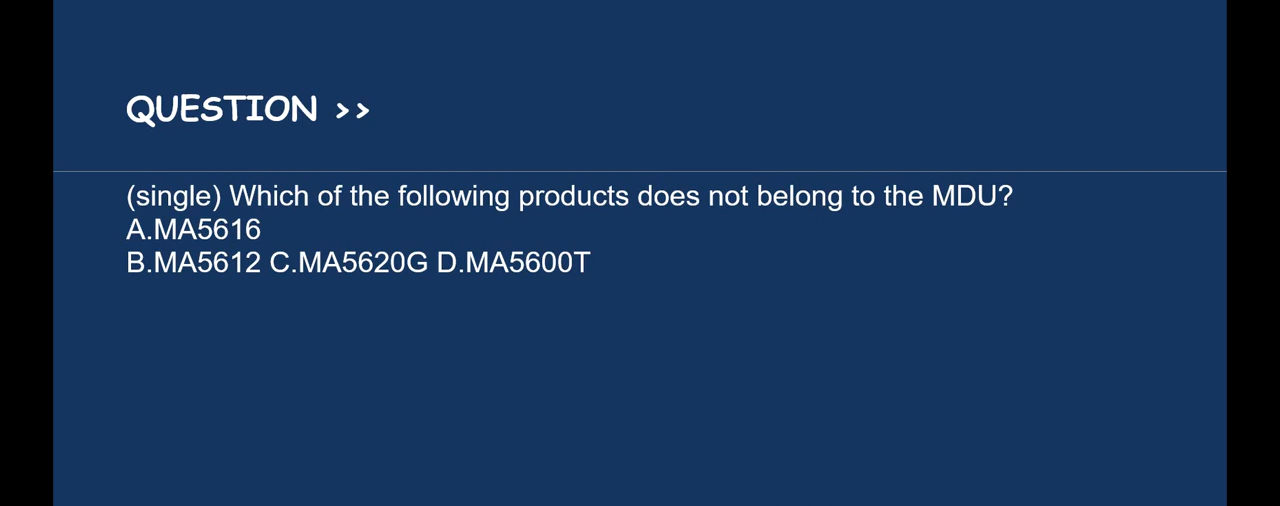 QUESTION >>
(single) Which of the following products does not belong to the MDU?
A.MA5616
B.MA5612 C.MA5620G D.MA5600T